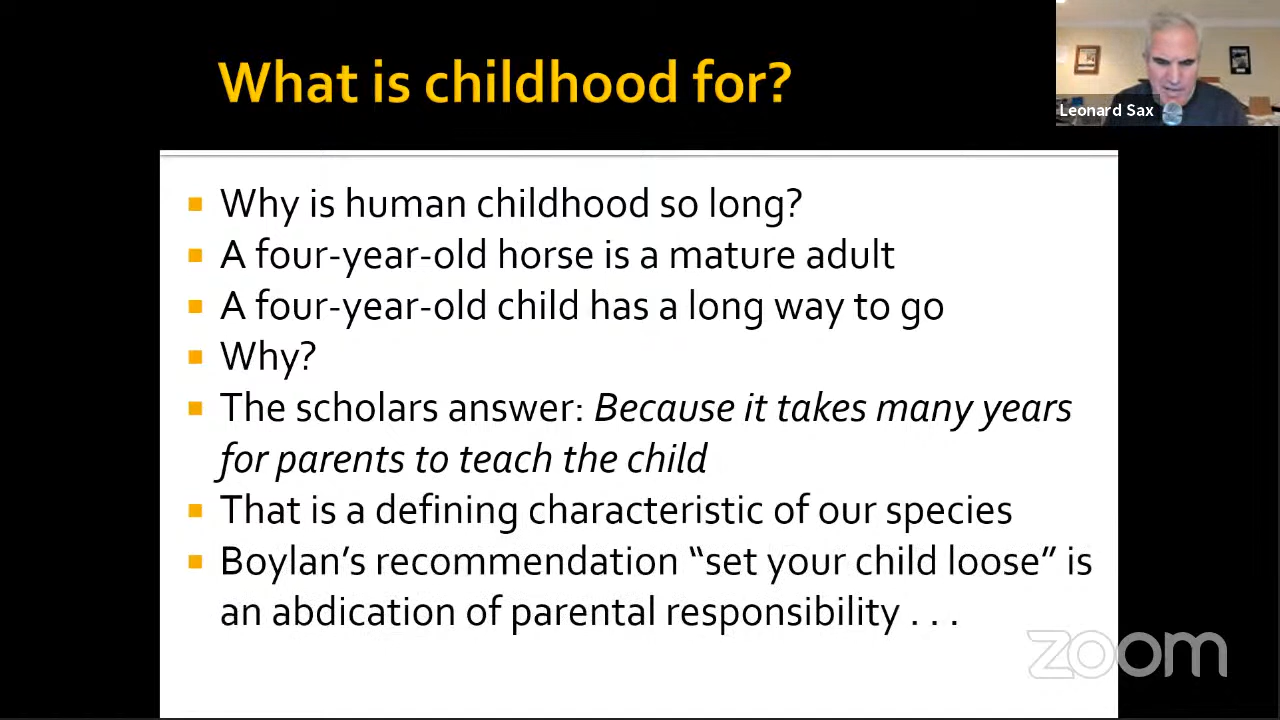 What is childhood for?
Leonard Sax
Why is human childhood so long?
A four-year-old horse is a mature adult
A four-year-old child has a long way to go
Why?
The scholars answer: Because it takes many years
for parents to teach the child
That is a defining characteristic of our species
Boylan’s recommendation “set your child loose” is
an abdication of parental responsibility . . .
zoom